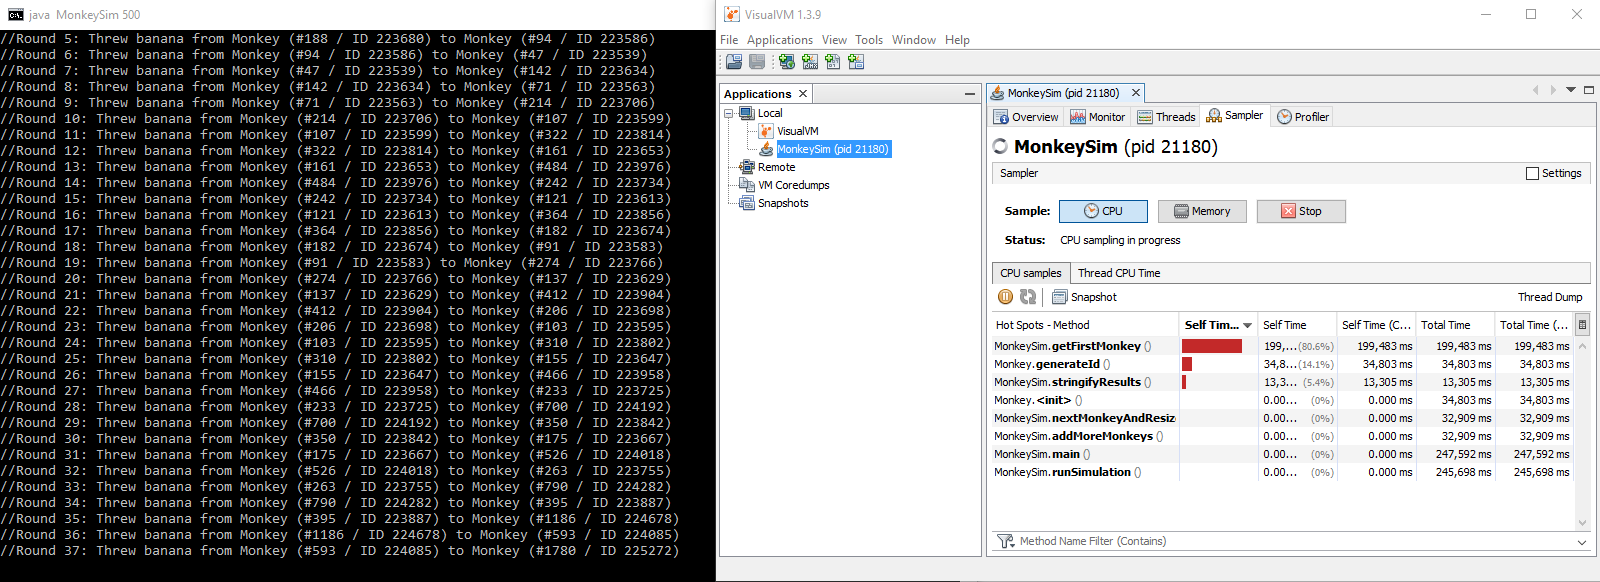 java  MonkeySim 500
//Round 5: Threw banana from Monkey (#188 / ID 223680) to Monkey (#94 / ID 223586)
//Round 6: Threw banana from Monkey (#94 / ID 223586) to Monkey (#47 / ID 223539)
//Round 7: Threw banana from Monkey (#47 / ID 223539) to Monkey (#142 / ID 223634)
//Round 8: Threw banana from Monkey (#142 / ID 223634) to Monkey (#71 / ID 223563)
//Round 9: Threw banana from Monkey (#71 / ID 223563) to Monkey (#214 / ID 223706)
//Round 10: Threw banana from Monkey (#214 / ID 223706) to Monkey (#107 / ID 223599)
//Round 11: Threw banana from Monkey (#107 / ID 223599) to Monkey (#322 / ID 223814)
//Round 12: Threw banana from Monkey (#322 / ID 223814) to Monkey (#161 / ID 223653)
//Round 13: Threw banana from Monkey (#161 / ID 223653) to Monkey (#484 / ID 223976)
//Round 14: Threw banana from Monkey (#484 / ID 223976) to Monkey (#242 / ID 223734)
//Round 15: Threw banana from Monkey (#242 / ID 223734) to Monkey (#121 / ID 223613)
//Round 16: Threw banana from Monkey (#121 / ID 223613) to Monkey (#364 / ID 223856)
//Round 17: Threw banana from Monkey (#364 / ID 223856) to Monkey (#182 / ID 223674)
//Round 18: Threw banana from Monkey (#182 / ID 223674) to Monkey (#91 / ID 223583)
//Round 19: Threw banana from Monkey (#91 / ID 223583) to Monkey (#274 / ID 223766)
//Round 20: Threw banana from Monkey (#274 / ID 223766) to Monkey (#137 / ID 223629)
//Round 21: Threw banana from Monkey (#137 / ID 223629) to Monkey (#412 / ID 223904)
//Round 22: Threw banana from Monkey (#412 / ID 223904) to Monkey (#206 / ID 223698)
//Round 23: Threw banana from Monkey (#206 / ID 223698) to Monkey (#103 / ID 223595)
//Round 24: Threw banana from Monkey (#103 / ID 223595) to Monkey (#310 / ID 223802)
//Round 25: Threw banana from Monkey (#310 / ID 223802) to Monkey (#155 / ID 223647)
//Round 26: Threw banana from Monkey (#155 / ID 223647) to Monkey (#466 / ID 223958)
//Round 27: Threw banana from Monkey (#466 / ID 223958) to Monkey (#233 / ID 223725)
//Round 28: Threw banana from Monkey (#233 / ID 223725) to Monkey (#700 / ID 224192)
//Round 29: Threw banana from Monkey (#700 / ID 224192) to Monkey (#350 / ID 223842)
//Round 30: Threw banana from Monkey (#350 / ID 223842) to Monkey (#175 / ID 223667)
//Round 31: Threw banana from Monkey (#175 / ID 223667) to Monkey (#526 / ID 224018)
//Round 32: Threw banana from Monkey (#526 / ID 224018) to Monkey (#263 / ID 223755)
//Round 33: Threw banana from Monkey (#263 / ID 223755) to Monkey (#790 / ID 224282)
//Round 34: Threw banana from Monkey (#790 / ID 224282) to Monkey (#395 / ID 223887)
//Round 35: Threw banana from Monkey (#395 / ID 223887) to Monkey (#1186 / ID 224678)
//Round 36: Threw banana from Monkey (#1186 / ID 224678) to Monkey (#593 / ID 224085)
//Round 37: Threw banana from Monkey (#593 / ID 224085) to Monkey (#1780 / ID 225272)
VisualVM 1.3.9
File Applications View Tools Window Help
Applications
Local
VisualVM
MonkeySim (pid 21180)
Remote
VM Coredumps
Snapshots
MonkeySim (pid 21180)
Overview Monitor Threads Sampler Profiler
MonkeySim (pid 21180)
Sampler Settings
Sample: CPU Memory Stop
Status: CPU sampling in progress
CPU samples Thread CPU Time
Snapshot Thread Dump
Hot Spots - Method Self Tim... Self Time Self Time (C... Total Time Total Time (...
MonkeySim.getFirstMonkey () 199,... (80.6%) 199,483 ms 199,483 ms 199,483 ms
Monkey.generateId () 34,8... (14.1%) 34,803 ms 34,803 ms 34,803 ms
MonkeySim.stringifyResults () 13,3... (5.4%) 13,305 ms 13,305 ms 13,305 ms
Monkey.<init> () 0.00... (0%) 0.000 ms 34,803 ms 34,803 ms
MonkeySim.nextMonkeyAndResize 0.00... (0%) 0.000 ms 32,909 ms 32,909 ms
MonkeySim.addMoreMonkeys () 0.00... (0%) 0.000 ms 32,909 ms 32,909 ms
MonkeySim.main () 0.00... (0%) 0.000 ms 247,592 ms 247,592 ms
MonkeySim.runSimulation () 0.00... (0%) 0.000 ms 245,698 ms 245,698 ms
Method Name Filter (Contains)